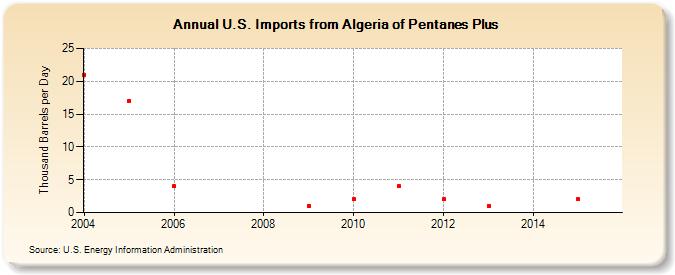 Annual U.S. Imports from Algeria of Pentanes Plus
Thousand Barrels per Day
25
20
15
10
5
0
2004 2006 2008 2010 2012 2014
Source: U.S. Energy Information Administration